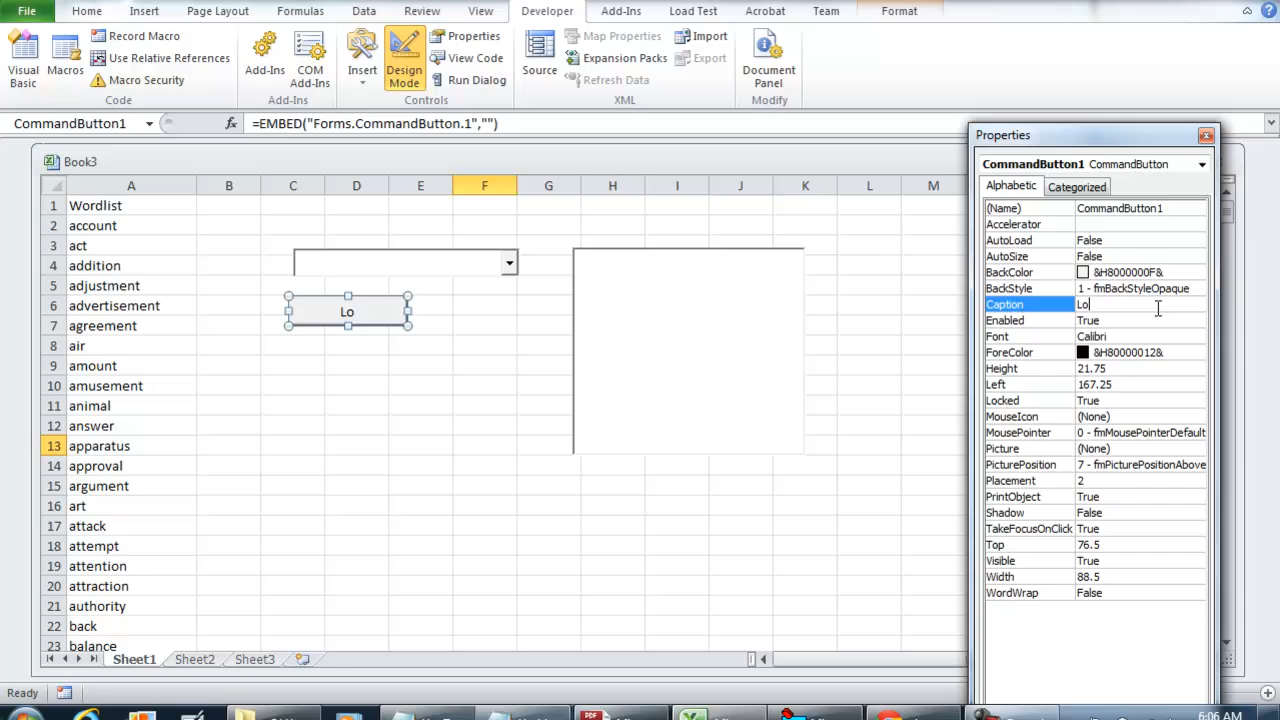 File Home Insert Page Layout Formulas Data Review View Developer Add-Ins Load Test Acrobat Team Format
Visual Basic
Macros
Record Macro
Use Relative References
Macro Security
Code
Add-Ins
COM Add-Ins
Add-Ins
Insert
Design Mode
Properties
View Code
Run Dialog
Controls
Source
Map Properties
Expansion Packs
Refresh Data
Import
Export
XML
Document Panel
Modify
CommandButton1 fx =EMBED("Forms.CommandButton.1","")
Book3
A B C D E F G H I J K L M
1 Wordlist
2 account
3 act
4 addition
5 adjustment
6 advertisement
7 agreement
8 air
9 amount
10 amusement
11 animal
12 answer
13 apparatus
14 approval
15 argument
16 art
17 attack
18 attempt
19 attention
20 attraction
21 authority
22 back
23 balance
Lo
Sheet1 Sheet2 Sheet3
Ready
Properties
CommandButton1 CommandButton
Alphabetic Categorized
(Name) CommandButton1
Accelerator
AutoLoad False
AutoSize False
BackColor &H8000000F&
BackStyle 1 - fmBackStyleOpaque
Caption Lo
Enabled True
Font Calibri
ForeColor &H80000012&
Height 21.75
Left 167.25
Locked True
MouseIcon (None)
MousePointer 0 - fmMousePointerDefault
Picture (None)
PicturePosition 7 - fmPicturePositionAbove
Placement 2
PrintObject True
Shadow False
TakeFocusOnClick True
Top 76.5
Visible True
Width 88.5
WordWrap False
6:06 AM